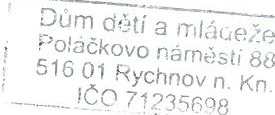 Dům dětí a mládeže
Poláčkovo náměstí 88
516 01 Rychnov n. Kn.
IČO 71235698